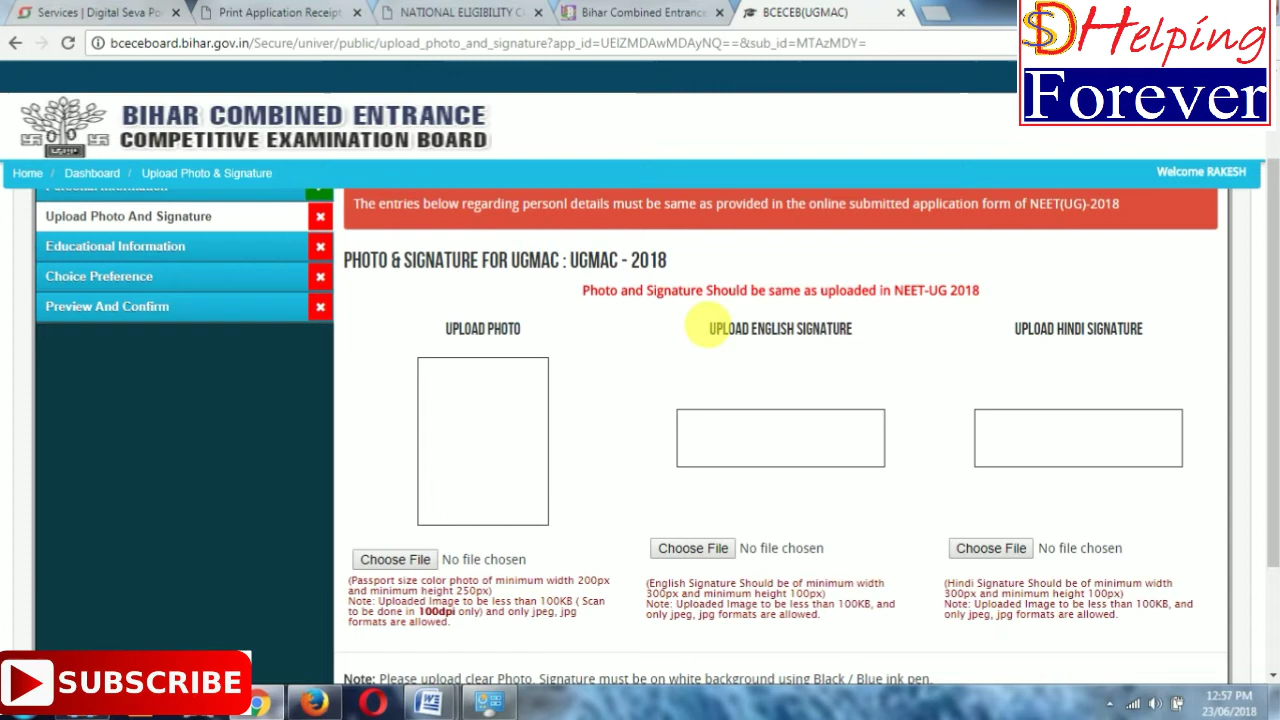 Services | Digital Seva Po
Print Application Receipt
NATIONAL ELIGIBILITY C
Bihar Combined Entrance
BCECEB(UGMAC)
bceceboard.bihar.gov.in/Secure/univer/public/upload_photo_and_signature?app_id=UElZMDAwMDAyNQ==&sub_id=MTAzMDY=
SD Helping
Forever
BIHAR COMBINED ENTRANCE
COMPETITIVE EXAMINATION BOARD
Home / Dashboard / Upload Photo & Signature
Welcome RAKESH
Personal Information
Upload Photo And Signature
Educational Information
Choice Preference
Preview And Confirm
The entries below regarding personl details must be same as provided in the online submitted application form of NEET(UG)-2018
PHOTO & SIGNATURE FOR UGMAC : UGMAC - 2018
Photo and Signature Should be same as uploaded in NEET-UG 2018
UPLOAD PHOTO
Choose File No file chosen
(Passport size color photo of minimum width 200px
and minimum height 250px)
Note: Uploaded Image to be less than 100KB ( Scan
to be done in 100dpi only) and only jpeg, jpg
formats are allowed.
UPLOAD ENGLISH SIGNATURE
Choose File No file chosen
(English Signature Should be of minimum width
300px and minimum height 100px)
Note: Uploaded Image to be less than 100KB, and
only jpeg, jpg formats are allowed.
UPLOAD HINDI SIGNATURE
Choose File No file chosen
(Hindi Signature Should be of minimum width
300px and minimum height 100px)
Note: Uploaded Image to be less than 100KB, and
only jpeg, jpg formats are allowed.
Note: Please upload clear Photo, Signature must be on white background using Black / Blue ink pen.
SUBSCRIBE
12:57 PM
23/06/2018